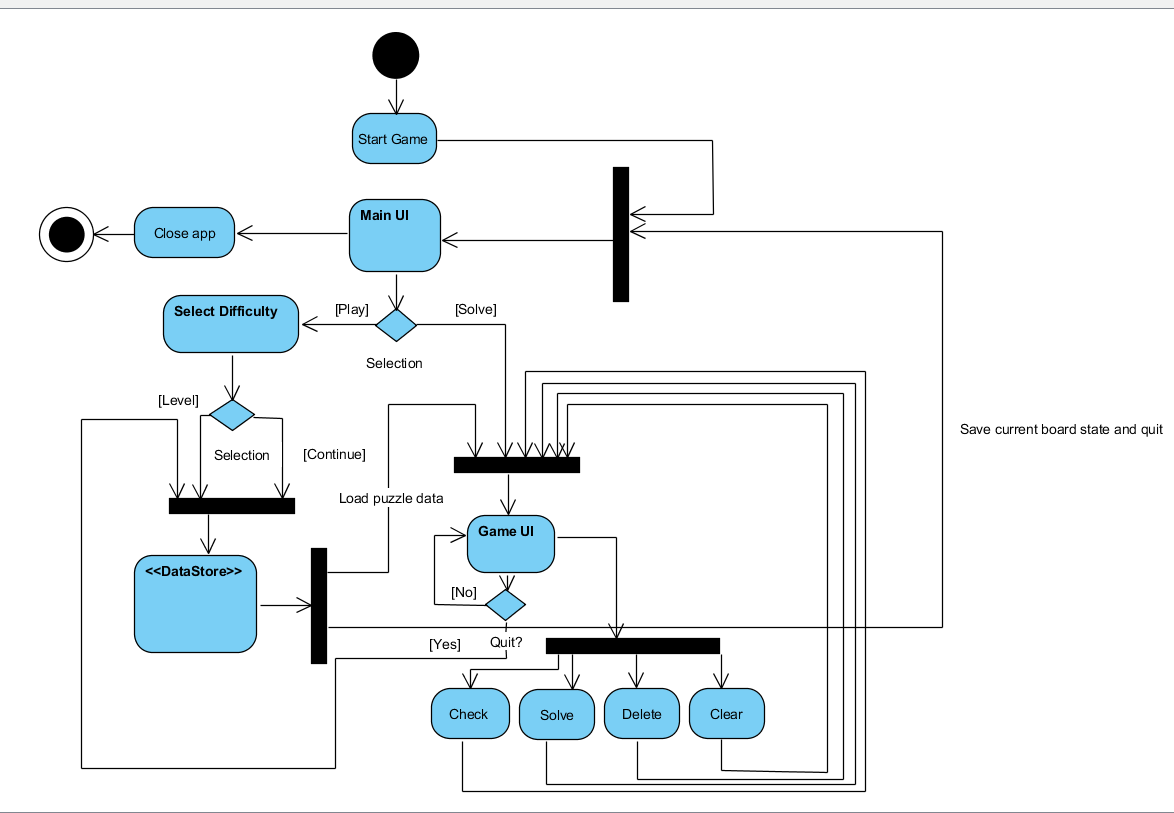 Start Game
Main UI
Close app
Select Difficulty
[Play]
[Solve]
Selection
[Level]
Selection
[Continue]
Save current board state and quit
Load puzzle data
Game UI
<<DataStore>>
[No]
[Yes]
Quit?
Check
Solve
Delete
Clear